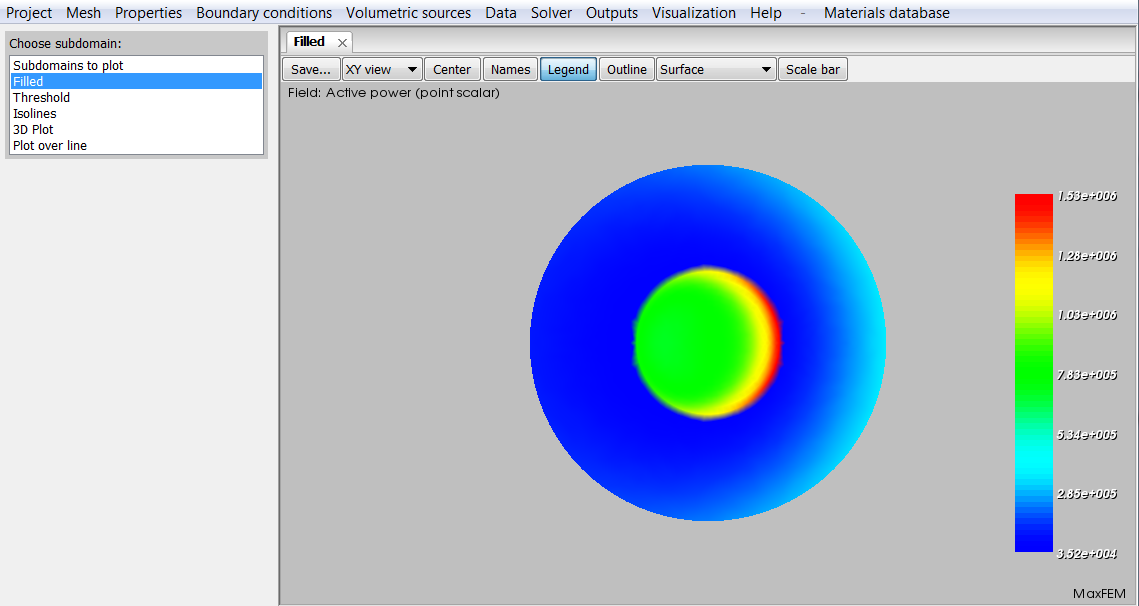 Project Mesh Properties Boundary conditions Volumetric sources Data Solver Outputs Visualization Help - Materials database
Choose subdomain:
Subdomains to plot
Filled
Threshold
Isolines
3D Plot
Plot over line
Filled
Save... XY view Center Names Legend Outline Surface Scale bar
Field: Active power (point scalar)
1.53e+006
1.28e+006
1.03e+006
7.83e+005
5.34e+005
2.85e+005
3.52e+004
MaxFEM